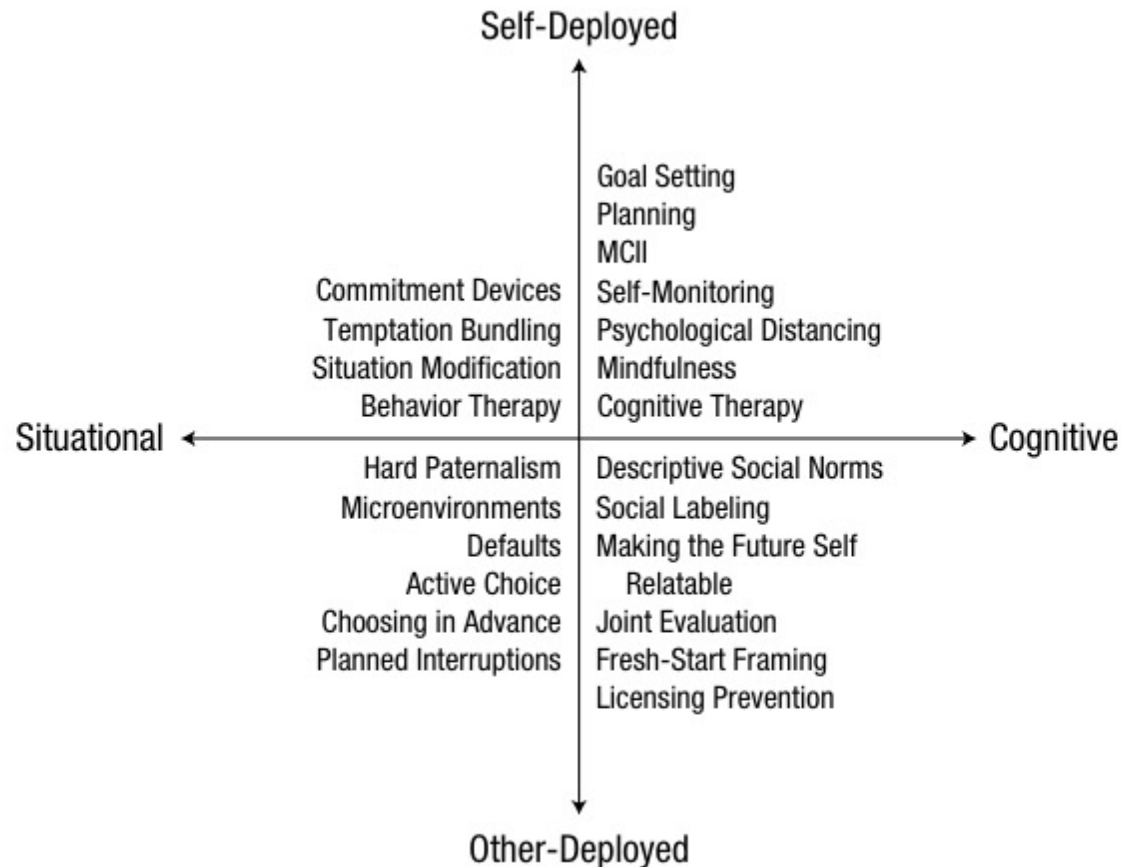 Self-Deployed
Goal Setting
Planning
MCII
Commitment Devices
Self-Monitoring
Temptation Bundling
Psychological Distancing
Situation Modification
Mindfulness
Behavior Therapy
Cognitive Therapy
Situational
Cognitive
Hard Paternalism
Descriptive Social Norms
Microenvironments
Social Labeling
Defaults
Making the Future Self
Active Choice
Relatable
Choosing in Advance
Joint Evaluation
Planned Interruptions
Fresh-Start Framing
Licensing Prevention
Other-Deployed